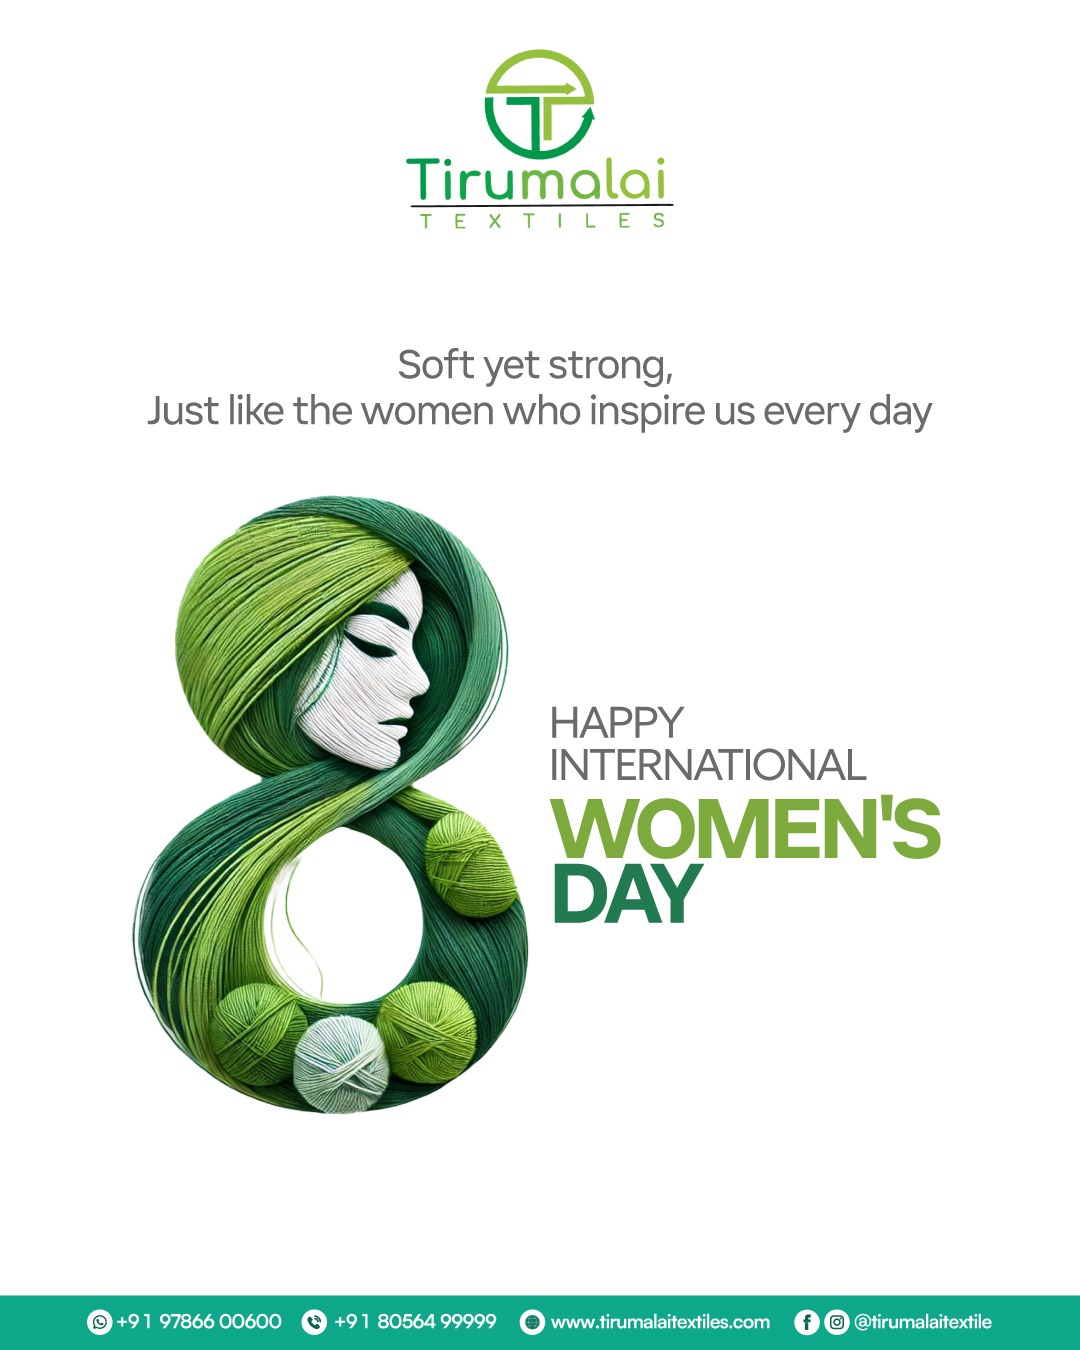 Tirumalai
TEXTILES
Soft yet strong,
Just like the women who inspire us every day
HAPPY
INTERNATIONAL
WOMEN'S
DAY
+91 97866 00600 +91 80564 99999 www.tirumalaitextiles.com @tirumalaitextile